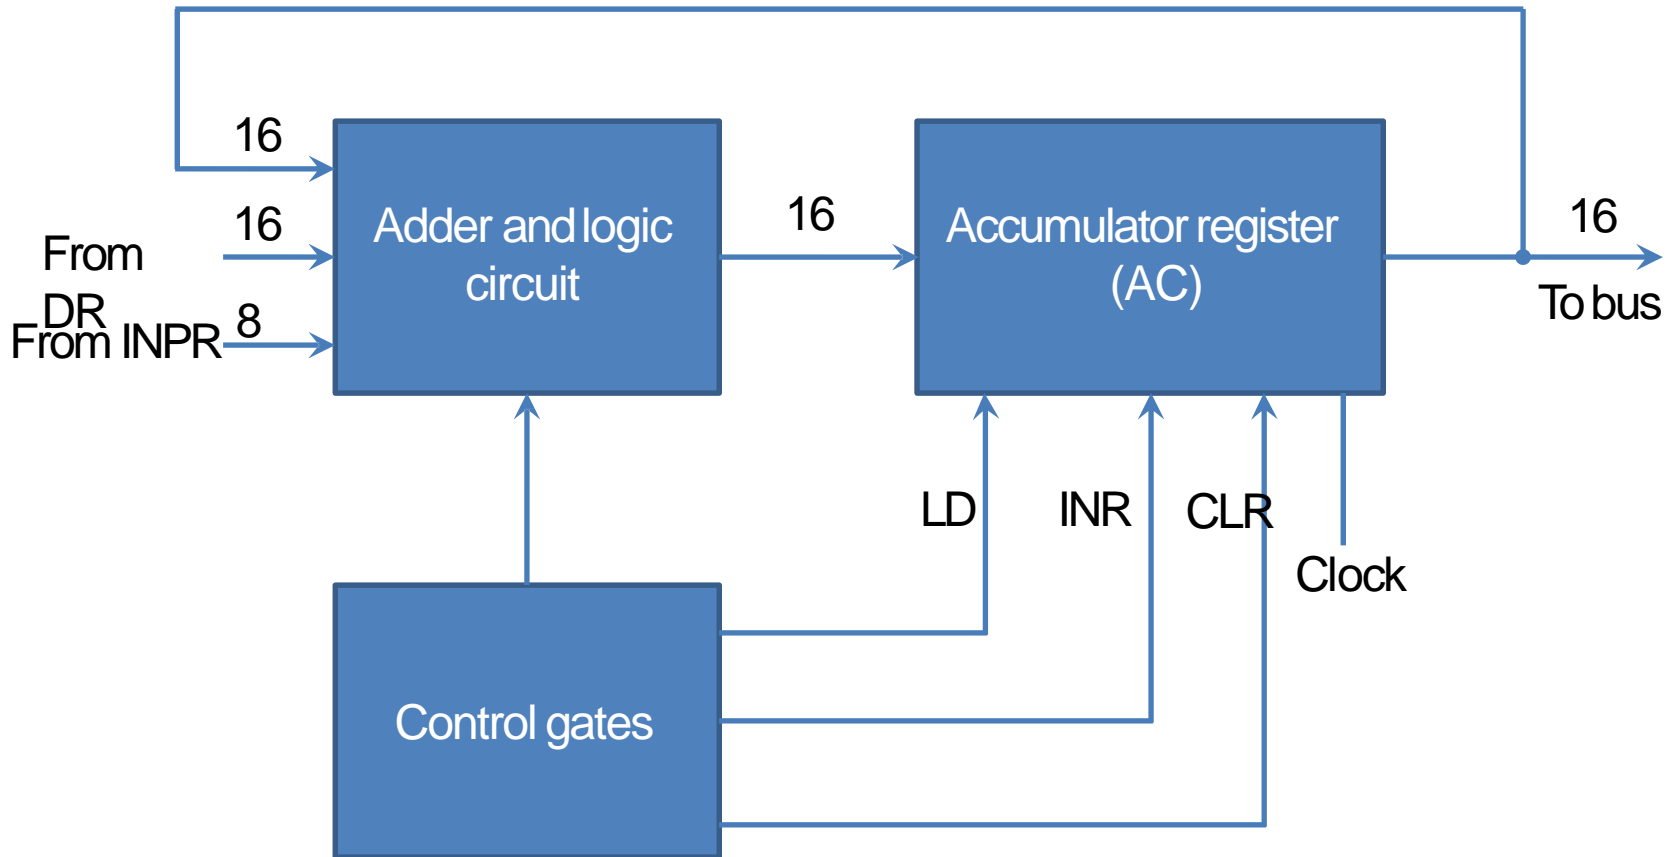 16
16
From
DR
From INPR
8
Adder and logic
circuit
16
Accumulator register
(AC)
16
To bus
LD
INR
CLR
Clock
Control gates